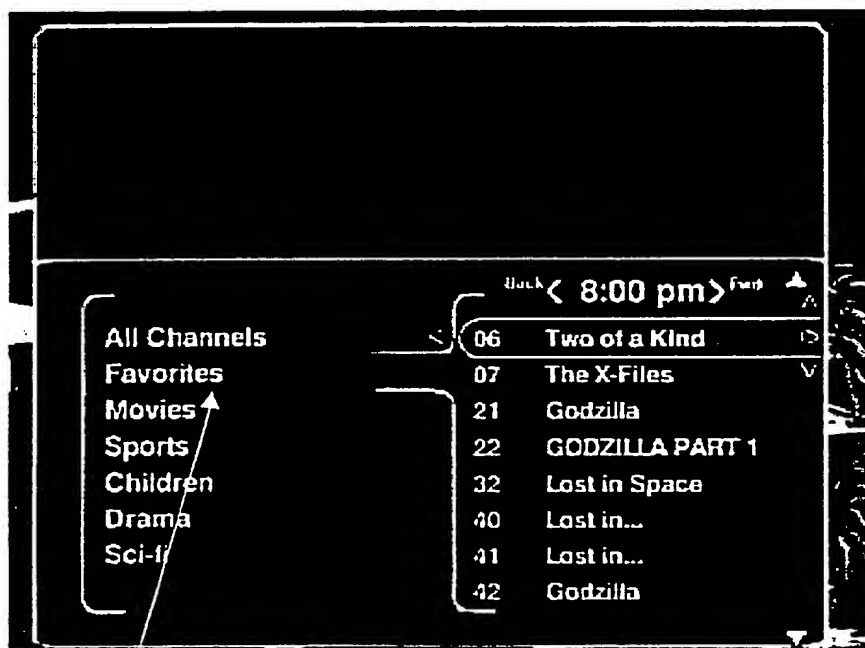 Back < 8:00 pm > Fwd
All Channels
Favorites
Movies
Sports
Children
Drama
Sci-fi
06 Two of a Kind
07 The X-Files
21 Godzilla
22 GODZILLA PART 1
32 Lost in Space
40 Lost in...
41 Lost in...
42 Godzilla